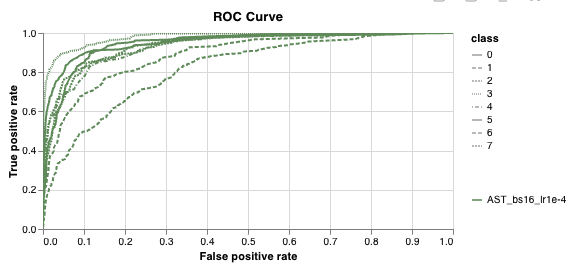 ROC Curve
1.0
0.8
0.6
0.4
0.2
0.0
True positive rate
0.0 0.1 0.2 0.3 0.4 0.5 0.6 0.7 0.8 0.9 1.0
False positive rate
class
0
1
2
3
4
5
6
7
AST_bs16_lr1e-4